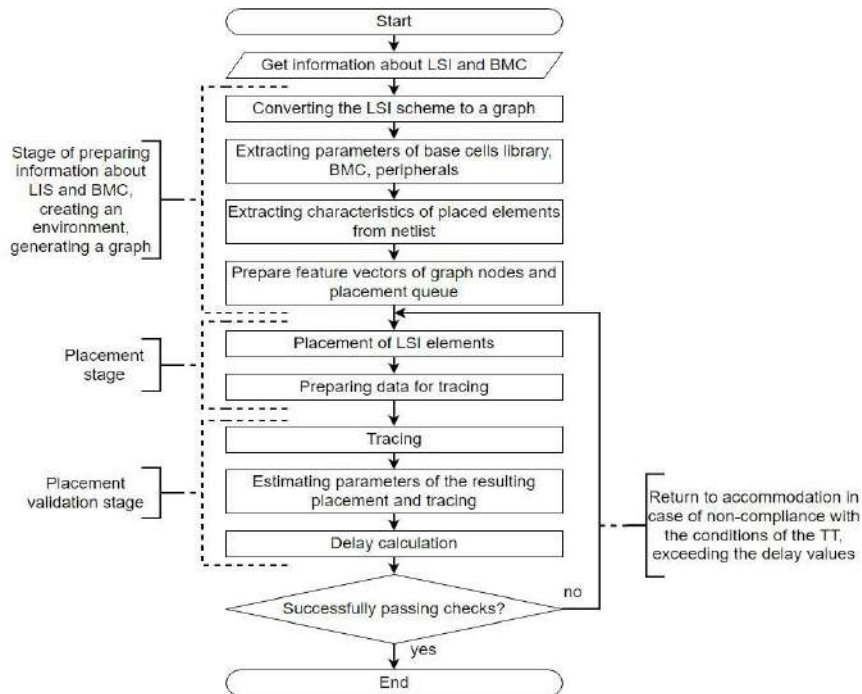 Start
Get information about LSI and BMC
Converting the LSI scheme to a graph
Extracting parameters of base cells library,
BMC, peripherals
Extracting characteristics of placed elements
from netlist
Prepare feature vectors of graph nodes and
placement queue
Stage of preparing
information about
LIS and BMC,
creating an
environment,
generating a graph
Placement of LSI elements
Preparing data for tracing
Placement
stage
Tracing
Estimating parameters of the resulting
placement and tracing
Delay calculation
Placement
validation stage
Return to accommodation in
case of non-compliance with
the conditions of the TT,
exceeding the delay values
Successfully passing checks?
no
yes
End